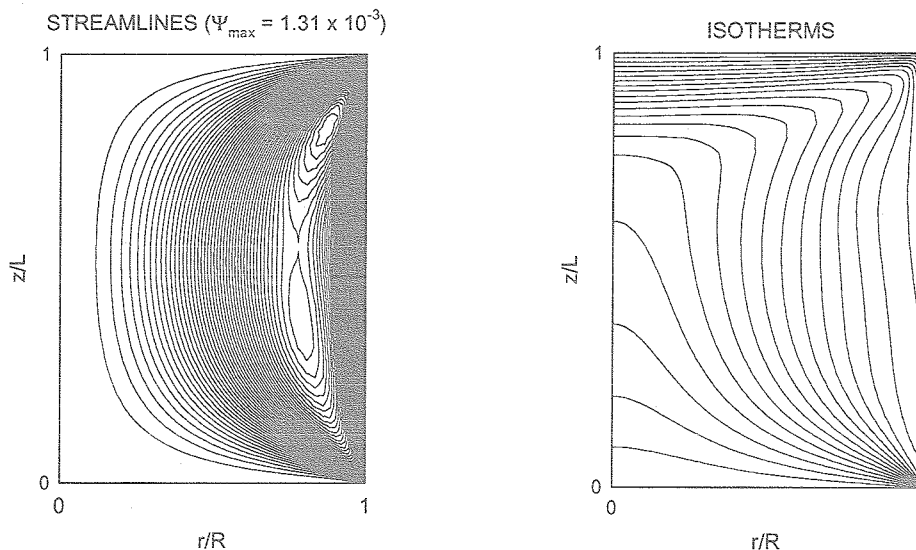 STREAMLINES (Ψmax = 1.31 x 10-3)
1
z/L
0
0
1
r/R
ISOTHERMS
1
z/L
0
0
r/R